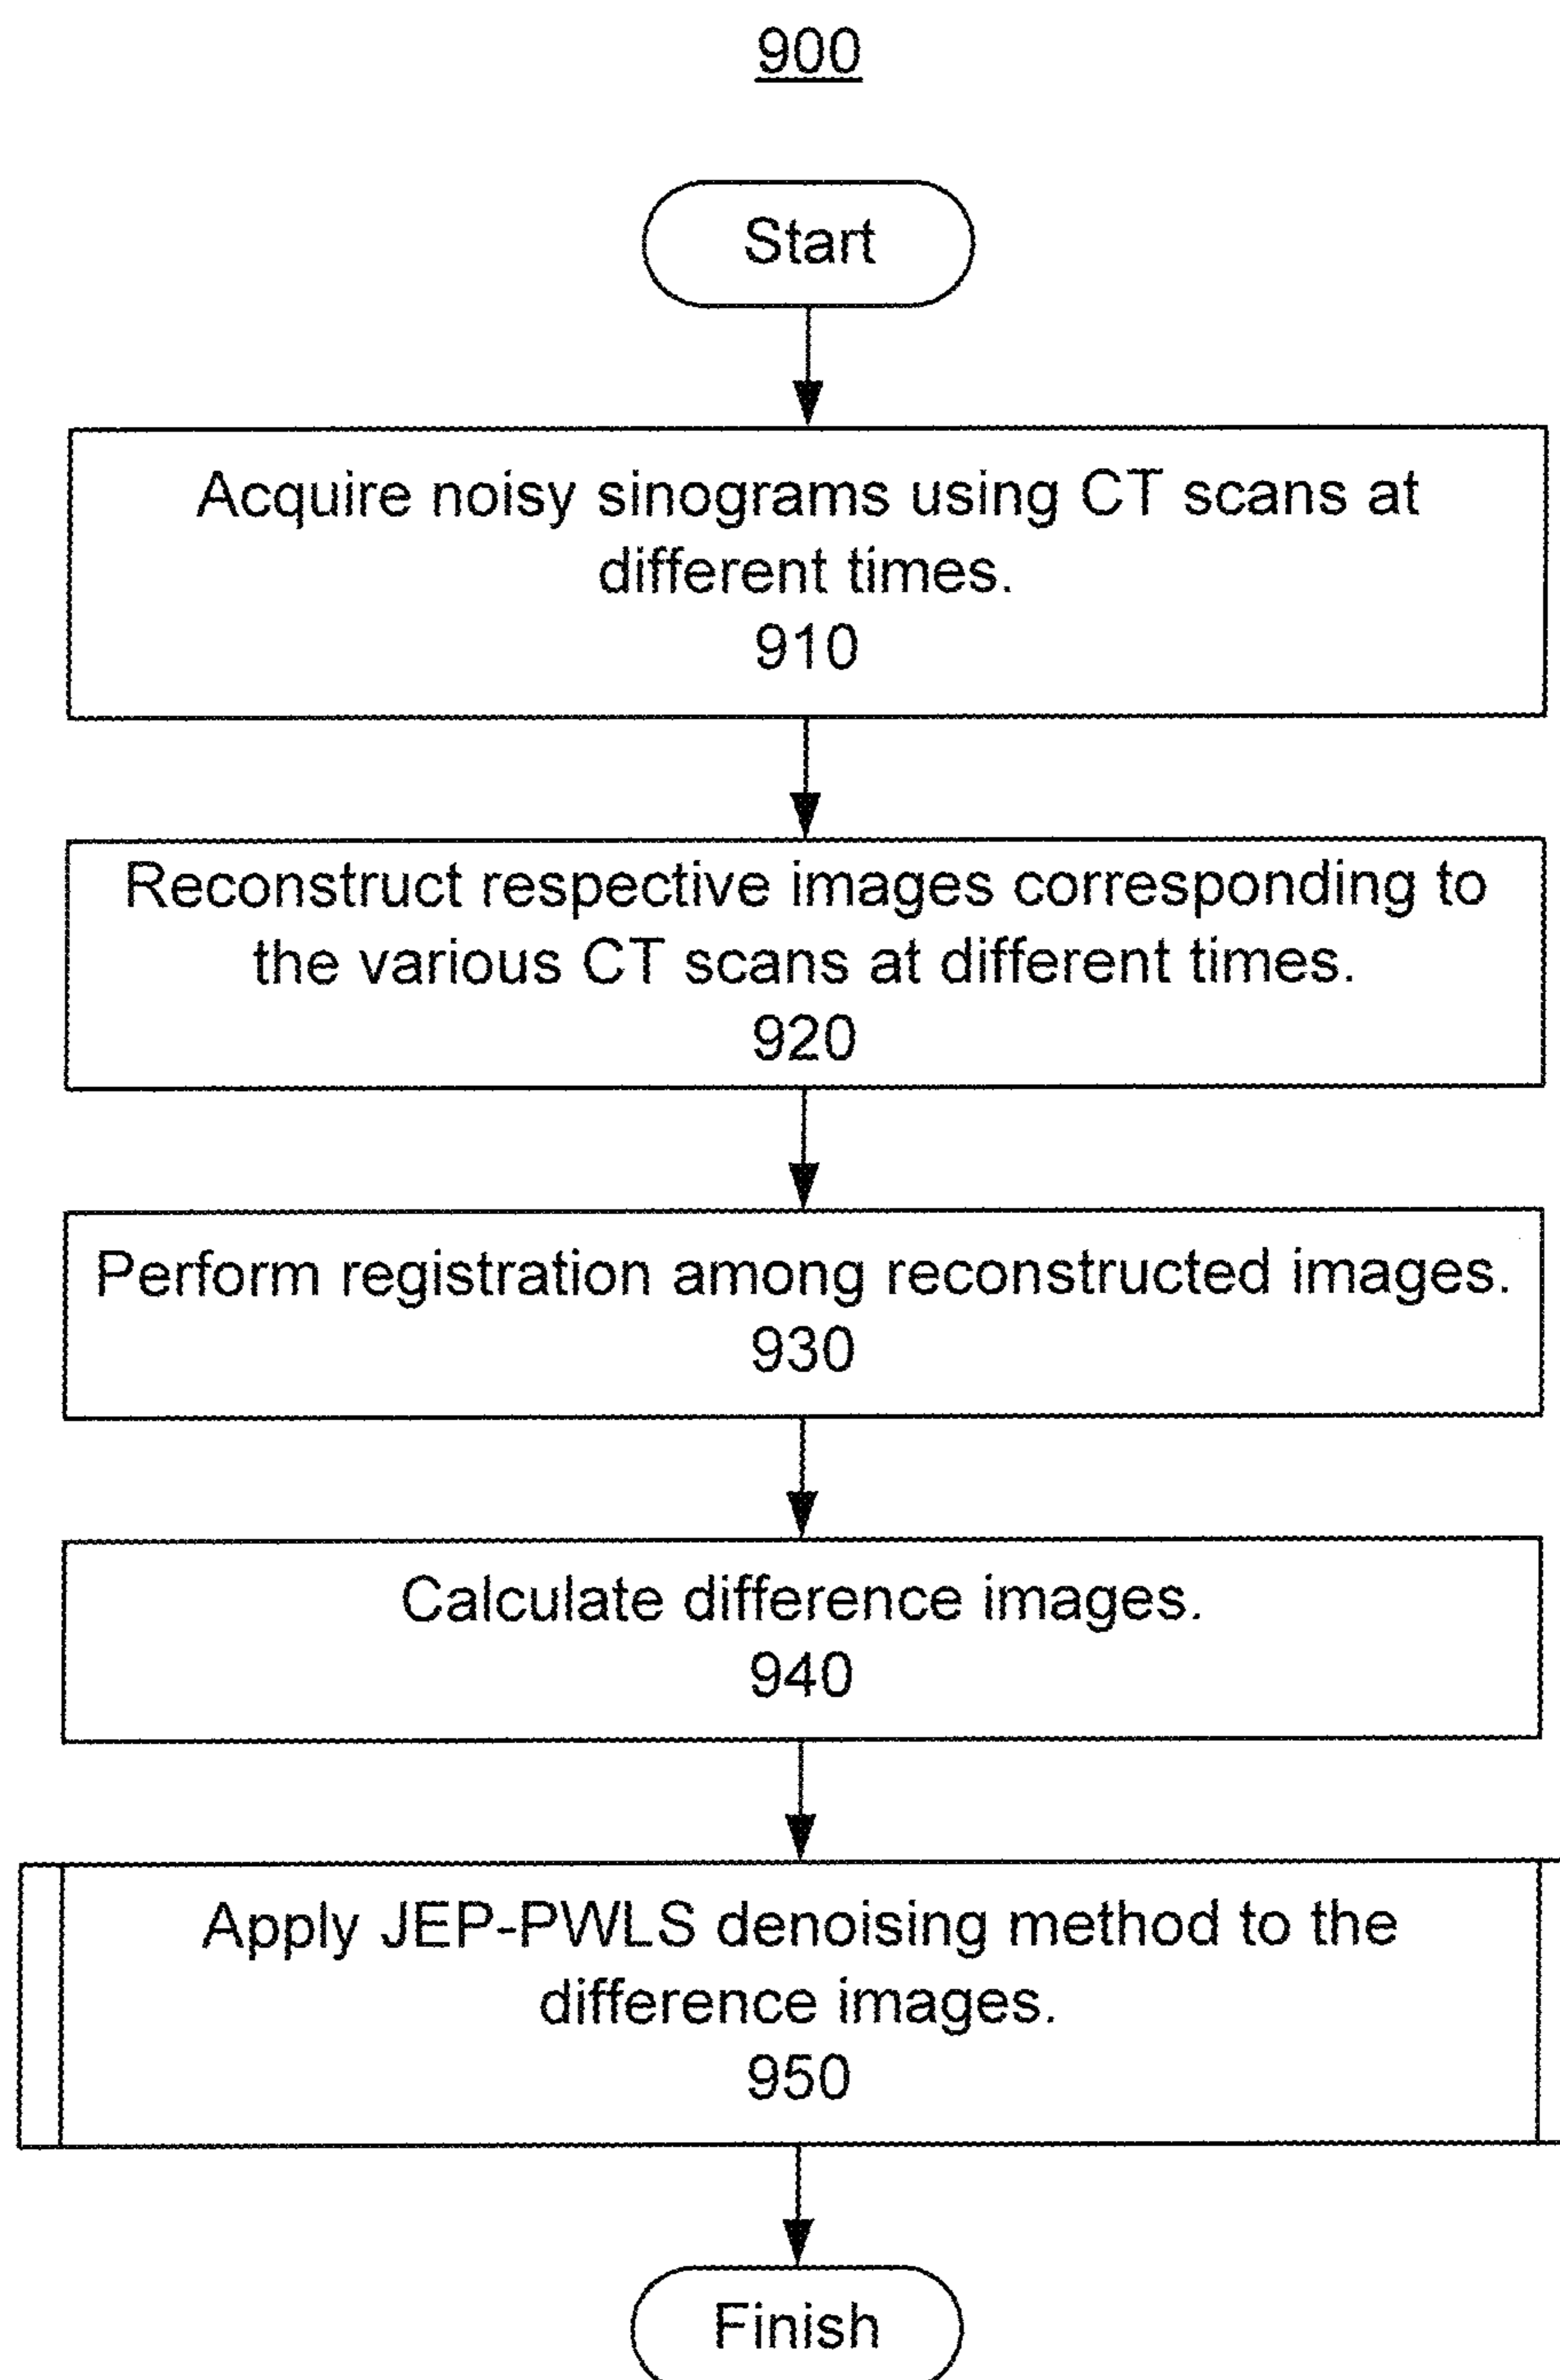 900
Start
Acquire noisy sinograms using CT scans at
different times.
910
Reconstruct respective images corresponding to
the various CT scans at different times.
920
Perform registration among reconstructed images.
930
Calculate difference images.
940
Apply JEP-PWLS denoising method to the
difference images.
950
Finish